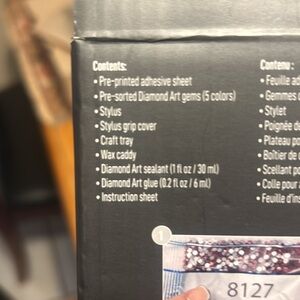 Contents:
• Pre-printed adhesive sheet
• Pre-sorted Diamond Art gems (5 colors)
• Stylus
• Stylus grip cover
• Craft tray
• Wax caddy
• Diamond Art sealant (1 fl oz / 30 ml)
• Diamond Art glue (0.2 fl oz / 6 ml)
• Instruction sheet
Contenu :
• Feuille
• Gemmes
• Stylet
• Poignée
• Plateau
• Boîtier de
• Scellant
• Colle pour
• Feuille
1
8127